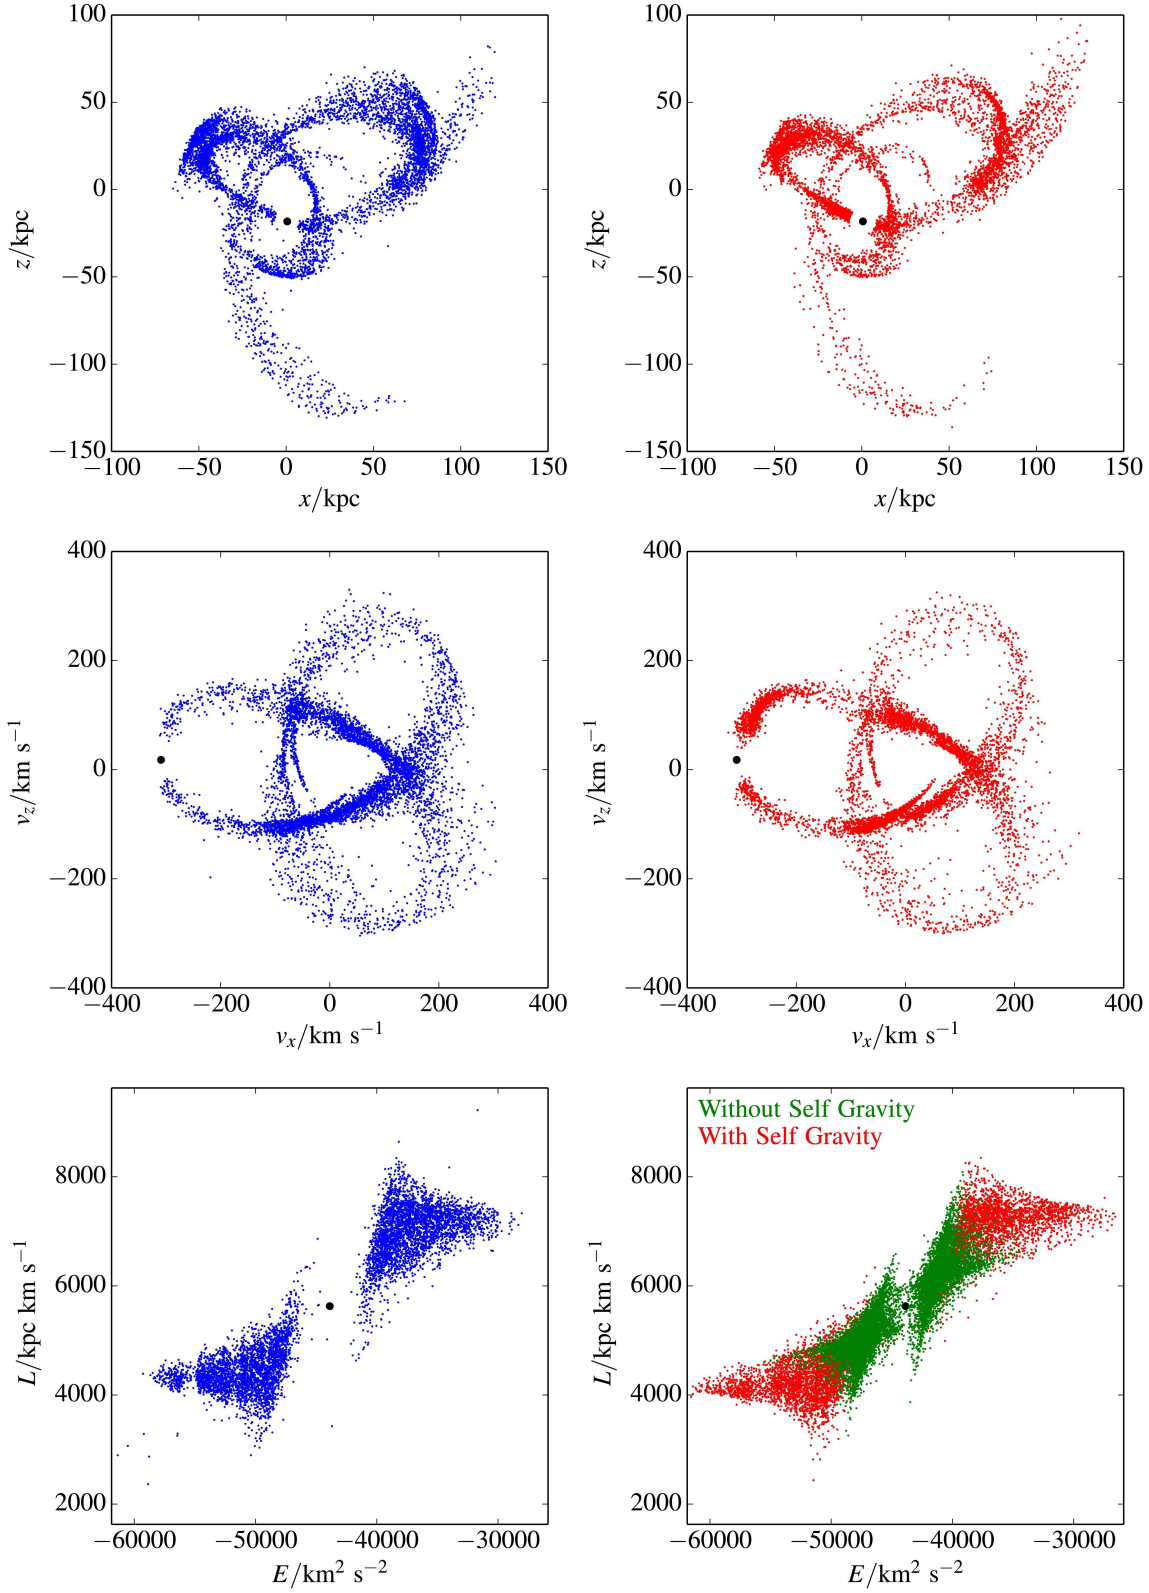 100
50
0
−50
−100
−150
z/kpc
−100 −50 0 50 100 150
x/kpc
100
50
0
−50
−100
−150
z/kpc
−100 −50 0 50 100 150
x/kpc
400
200
0
−200
−400
v_z/km s⁻¹
−400 −200 0 200 400
v_x/km s⁻¹
400
200
0
−200
−400
v_z/km s⁻¹
−400 −200 0 200 400
v_x/km s⁻¹
8000
6000
4000
2000
L/kpc km s⁻¹
−60000 −50000 −40000 −30000
E/km² s⁻²
Without Self Gravity
With Self Gravity
8000
6000
4000
2000
L/kpc km s⁻¹
−60000 −50000 −40000 −30000
E/km² s⁻²